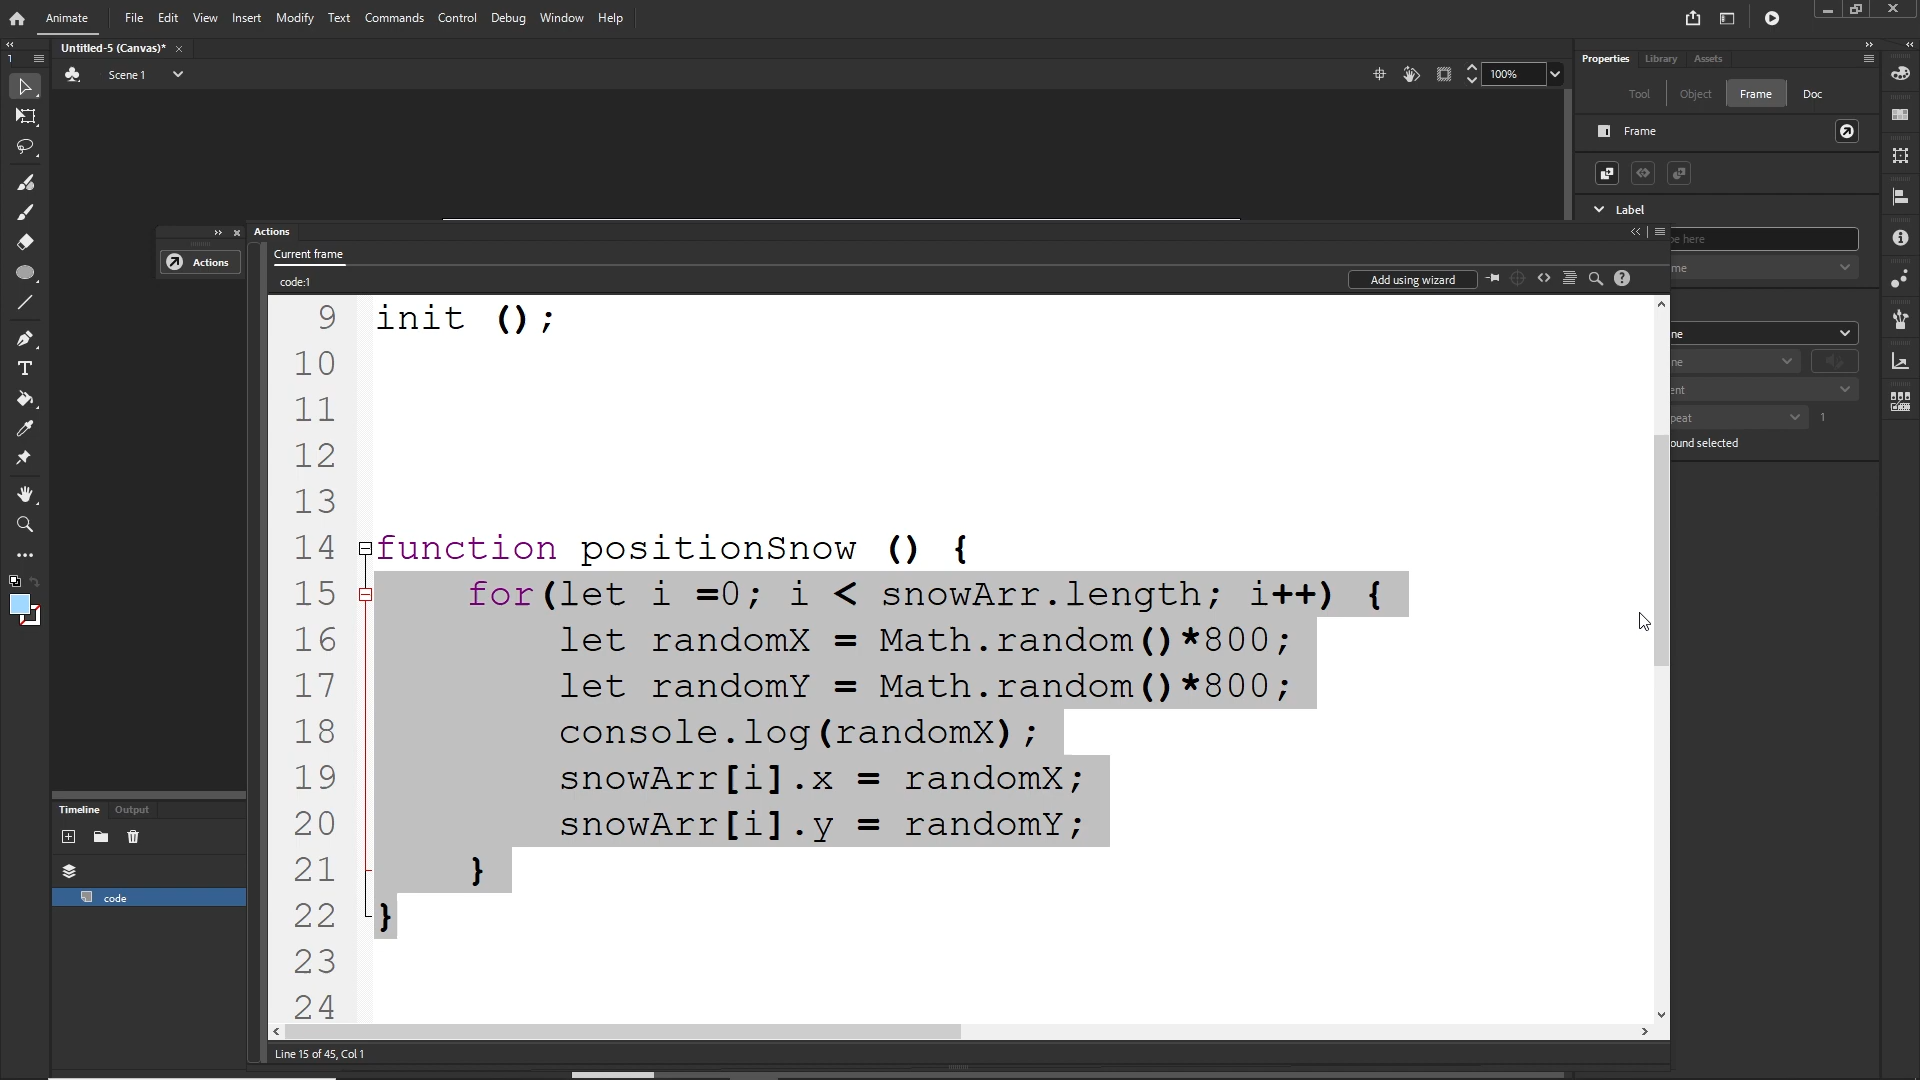 Animate File Edit View Insert Modify Text Commands Control Debug Window Help
Untitled-5 (Canvas)*
Scene 1 100%
Properties Library Assets
Tool Object Frame Doc
Frame
Label
Actions
Current frame
code:1 Add using wizard
Actions
9 init ();
10
11
12
13
14 function positionSnow () {
15 for(let i =0; i < snowArr.length; i++) {
16 let randomX = Math.random()*800;
17 let randomY = Math.random()*800;
18 console.log(randomX);
19 snowArr[i].x = randomX;
20 snowArr[i].y = randomY;
21 }
22 }
23
24
Line 15 of 45, Col 1
here
1
ound selected
Timeline Output
code